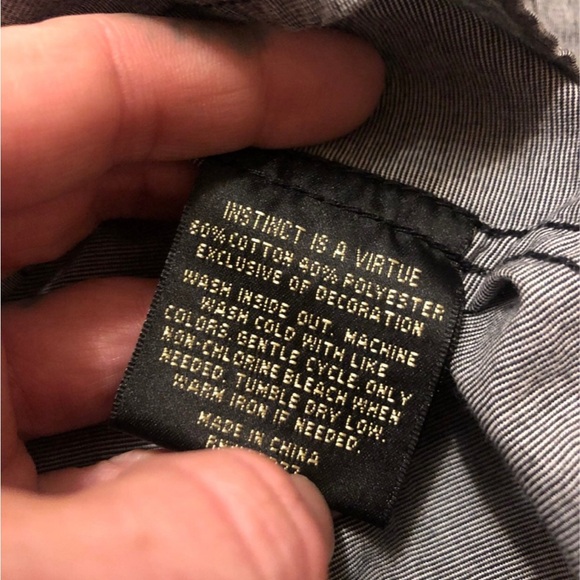 INSTINCT IS A VIRTUE
60% COTTON 40% POLYESTER
EXCLUSIVE OF DECORATION
WASH INSIDE OUT. MACHINE
WASH COLD WITH LIKE
COLORS. GENTLE CYCLE. ONLY
NON-CHLORINE BLEACH WHEN
NEEDED. TUMBLE DRY LOW.
WARM IRON IF NEEDED.
MADE IN CHINA